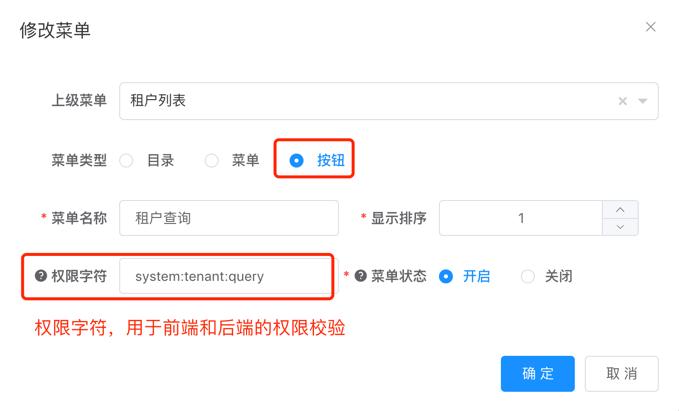 修改菜单
上级菜单 租户列表
菜单类型 目录 菜单 按钮
* 菜单名称 租户查询 * 显示排序 1
权限字符 system:tenant:query * 菜单状态 开启 关闭
权限字符，用于前端和后端的权限校验
确定 取消